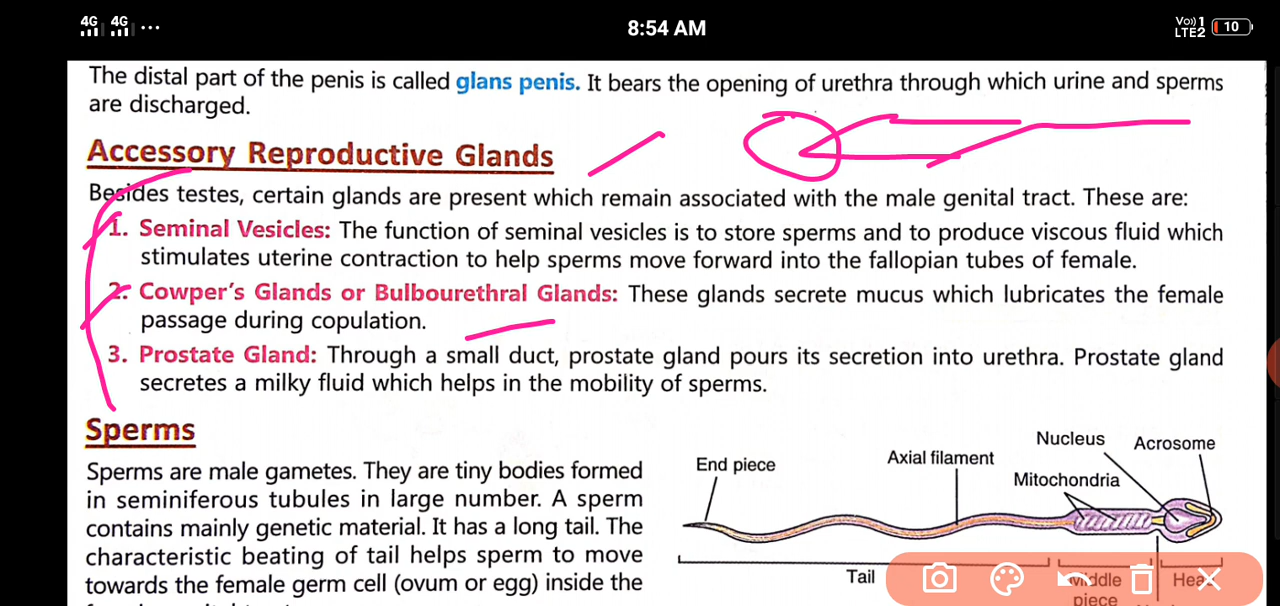 4G 4G ... 8:54 AM Vo)) 1 LTE2 10
The distal part of the penis is called glans penis. It bears the opening of urethra through which urine and sperms
are discharged.
Accessory Reproductive Glands
Besides testes, certain glands are present which remain associated with the male genital tract. These are:
1. Seminal Vesicles: The function of seminal vesicles is to store sperms and to produce viscous fluid which
stimulates uterine contraction to help sperms move forward into the fallopian tubes of female.
2. Cowper's Glands or Bulbourethral Glands: These glands secrete mucus which lubricates the female
passage during copulation.
3. Prostate Gland: Through a small duct, prostate gland pours its secretion into urethra. Prostate gland
secretes a milky fluid which helps in the mobility of sperms.
Sperms
Sperms are male gametes. They are tiny bodies formed
in seminiferous tubules in large number. A sperm
contains mainly genetic material. It has a long tail. The
characteristic beating of tail helps sperm to move
towards the female germ cell (ovum or egg) inside the
End piece
Axial filament
Nucleus
Acrosome
Mitochondria
Tail
Middle
piece
Head